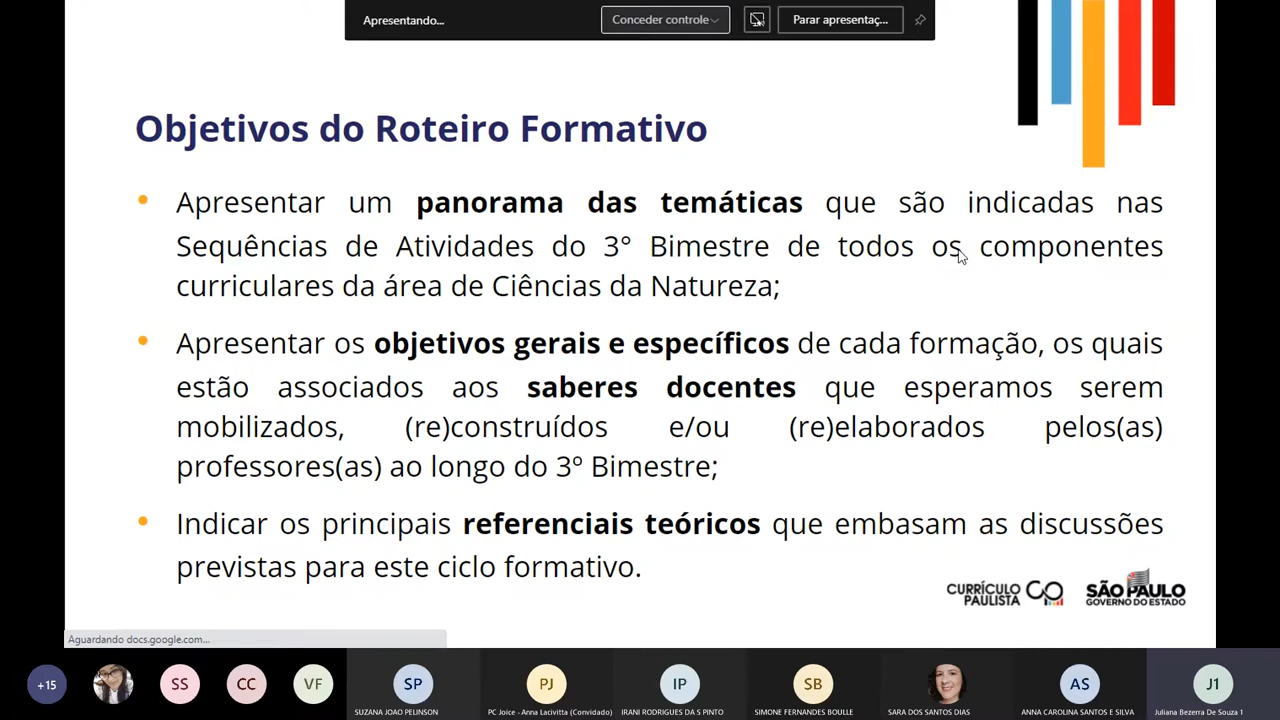 Apresentando...
Conceder controle
Parar apresentaç...
Objetivos do Roteiro Formativo
• Apresentar um panorama das temáticas que são indicadas nas
Sequências de Atividades do 3° Bimestre de todos os componentes
curriculares da área de Ciências da Natureza;
• Apresentar os objetivos gerais e específicos de cada formação, os quais
estão associados aos saberes docentes que esperamos serem
mobilizados, (re)construídos e/ou (re)elaborados pelos(as)
professores(as) ao longo do 3º Bimestre;
• Indicar os principais referenciais teóricos que embasam as discussões
previstas para este ciclo formativo.
CURRÍCULO
PAULISTA
SÃO PAULO
GOVERNO DO ESTADO
Aguardando docs.google.com...
+15
SS
CC
VF
SP
PJ
IP
SB
AS
J1
SUZANA JOAO PELINSON
PC Joice - Anna Lacivitta (Convidado)
IRANI RODRIGUES DA S PINTO
SIMONE FERNANDES BOULLE
SARA DOS SANTOS DIAS
ANNA CAROLINA SANTOS E SILVA
Juliana Bezerra De Souza 1